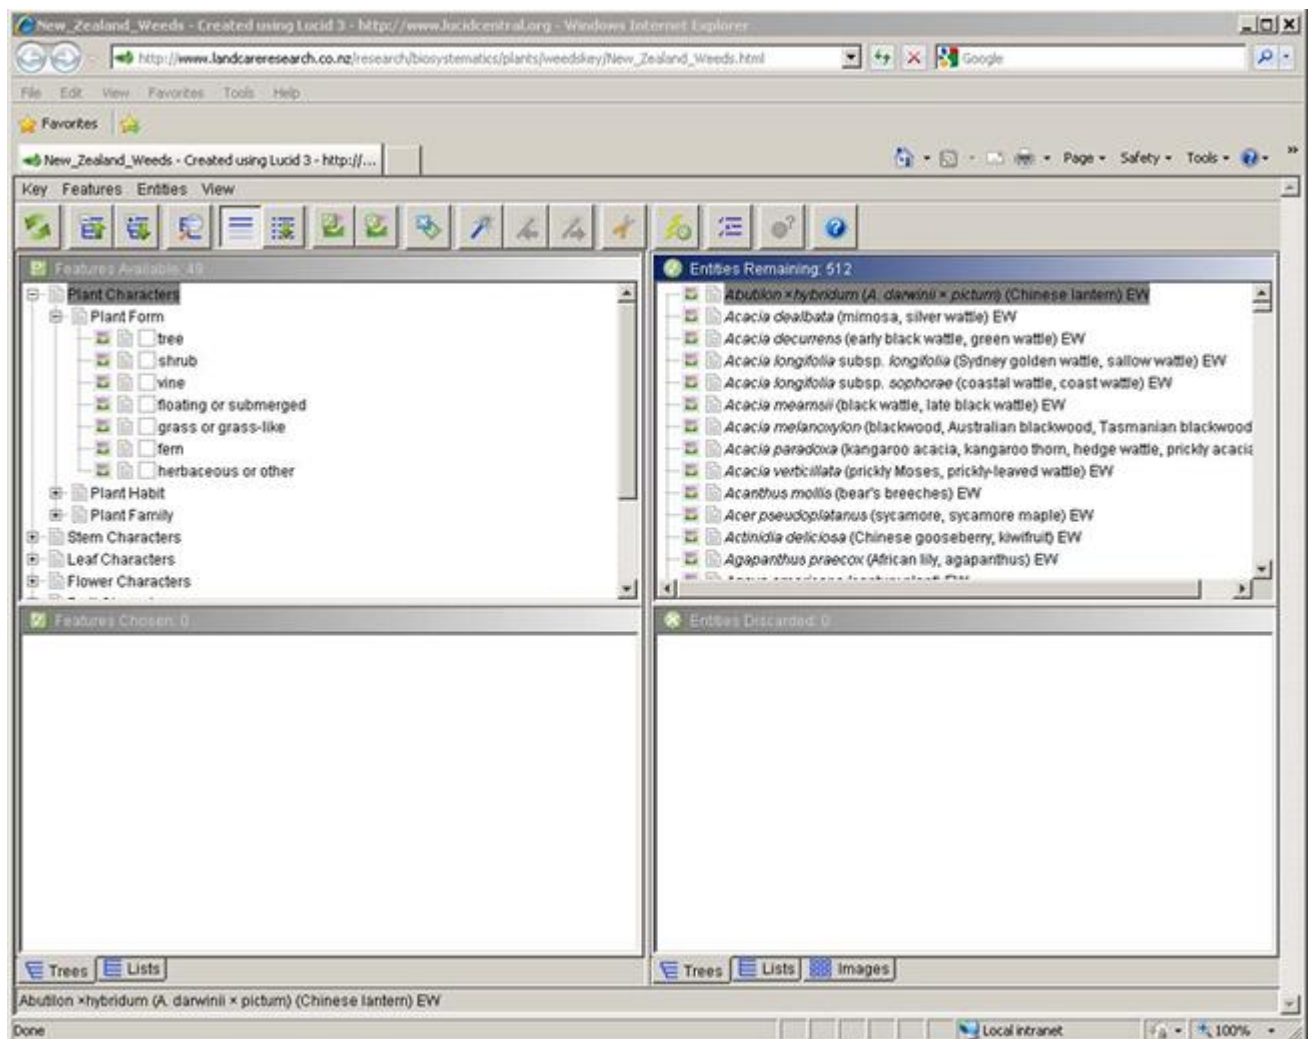 New_Zealand_Weeds - Created using Lucid 3 - http://www.lucidcentral.org - Windows Internet Explorer
http://www.landcareresearch.co.nz/research/biosystematics/plants/weedskey/New_Zealand_Weeds.html
Google
File Edit View Favorites Tools Help
Favorites
New_Zealand_Weeds - Created using Lucid 3 - http://...
Page Safety Tools
Key Features Entities View
Features Available: 49
Plant Characters
Plant Form
tree
shrub
vine
floating or submerged
grass or grass-like
fern
herbaceous or other
Plant Habit
Plant Family
Stem Characters
Leaf Characters
Flower Characters
Entities Remaining: 512
Abutilon ×hybridum (A. darwinii × pictum) (Chinese lantern) EW
Acacia dealbata (mimosa, silver wattle) EW
Acacia decurrens (early black wattle, green wattle) EW
Acacia longifolia subsp. longifolia (Sydney golden wattle, sallow wattle) EW
Acacia longifolia subsp. sophorae (coastal wattle, coast wattle) EW
Acacia mearnsii (black wattle, late black wattle) EW
Acacia melanoxylon (blackwood, Australian blackwood, Tasmanian blackwood
Acacia paradoxa (kangaroo acacia, kangaroo thorn, hedge wattle, prickly acacia
Acacia verticillata (prickly Moses, prickly-leaved wattle) EW
Acanthus mollis (bear's breeches) EW
Acer pseudoplatanus (sycamore, sycamore maple) EW
Actinidia deliciosa (Chinese gooseberry, kiwifruit) EW
Agapanthus praecox (African lily, agapanthus) EW
Features Chosen: 0
Entities Discarded: 0
Trees Lists
Trees Lists Images
Abutilon ×hybridum (A. darwinii × pictum) (Chinese lantern) EW
Done
Local intranet
100%